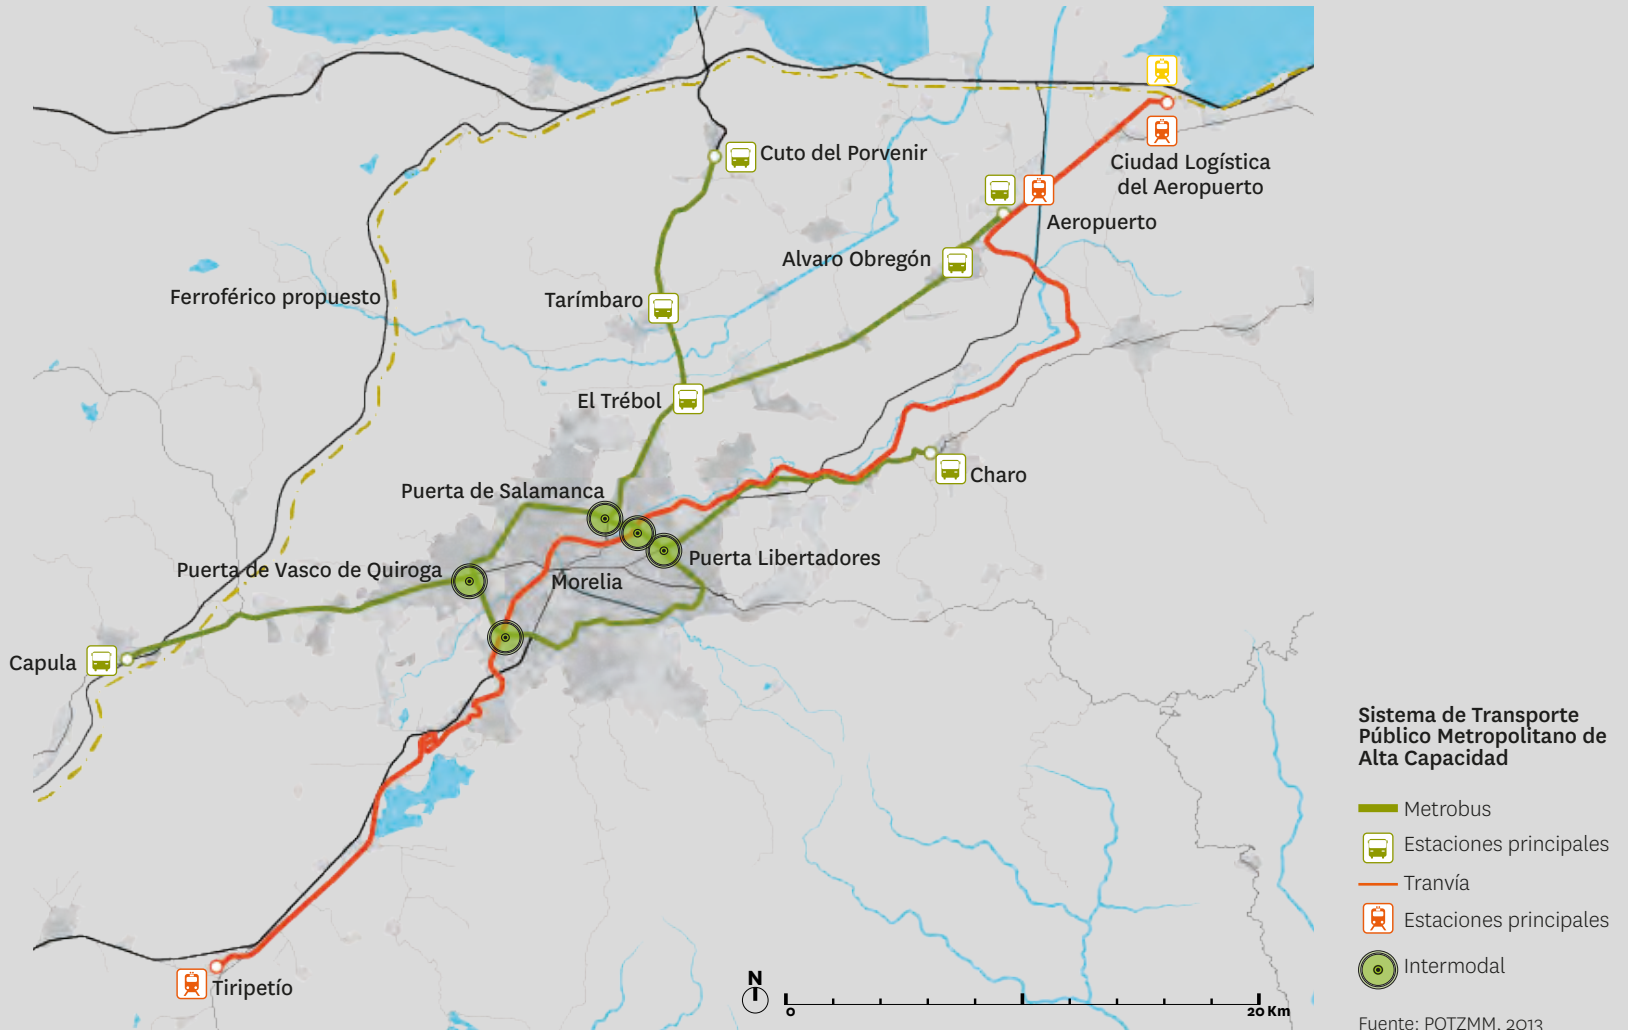 Cuto del Porvenir
Ciudad Logística
del Aeropuerto
Aeropuerto
Alvaro Obregón
Ferroférico propuesto
Tarímbaro
El Trébol
Charo
Puerta de Salamanca
Puerta Libertadores
Puerta de Vasco de Quiroga
Morelia
Capula
Tiripetío
N
0
20 Km
Sistema de Transporte
Público Metropolitano de
Alta Capacidad
Metrobus
Estaciones principales
Tranvía
Estaciones principales
Intermodal
Fuente: POTZMM, 2013